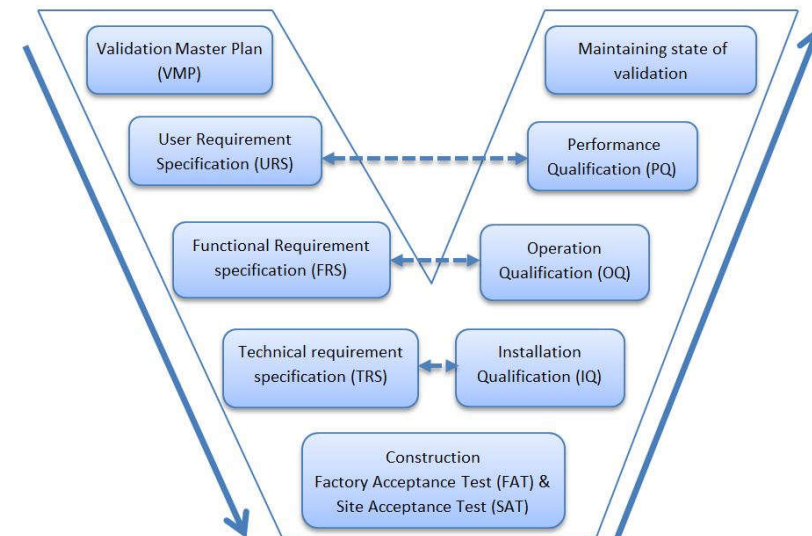 Validation Master Plan
(VMP)
Maintaining state of
validation
User Requirement
Specification (URS)
Performance
Qualification (PQ)
Functional Requirement
specification (FRS)
Operation
Qualification (OQ)
Technical requirement
specification (TRS)
Installation
Qualification (IQ)
Construction
Factory Acceptance Test (FAT) &
Site Acceptance Test (SAT)